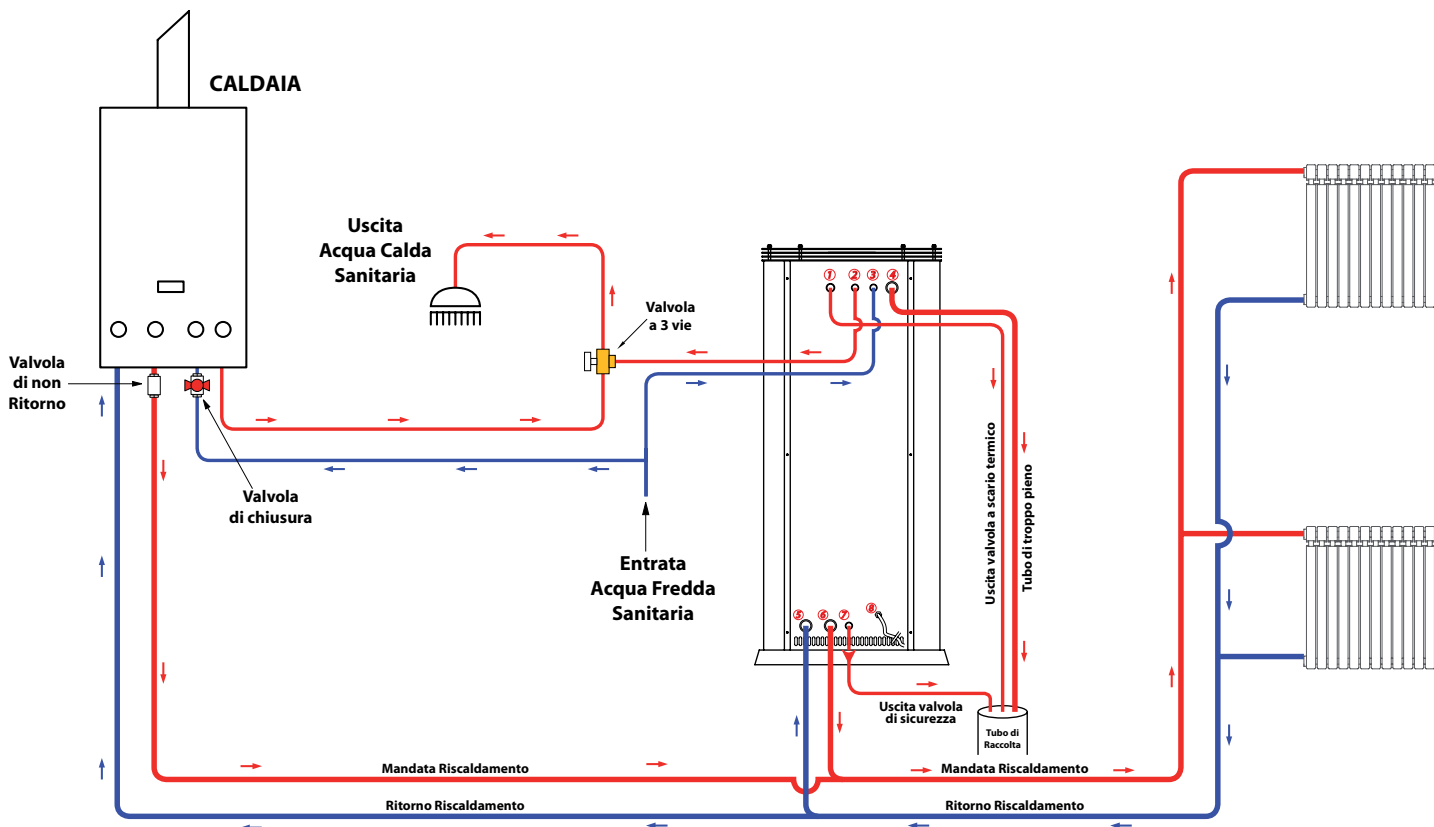 CALDAIA
Uscita
Acqua Calda
Sanitaria
Valvola
a 3 vie
Valvola
di non
Ritorno
Valvola
di chiusura
Entrata
Acqua Fredda
Sanitaria
1 2 3 4
5 6 7 8
Uscita valvola a scario termico
Tubo di troppo pieno
Uscita valvola
di sicurezza
Tubo di
Raccolta
Mandata Riscaldamento
Mandata Riscaldamento
Ritorno Riscaldamento
Ritorno Riscaldamento